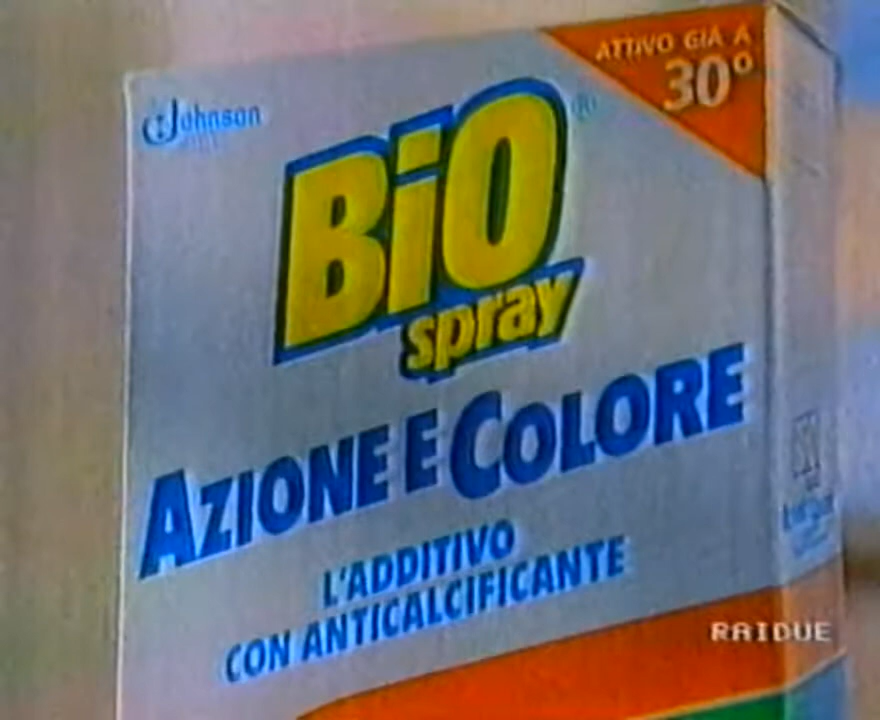 Johnson
ATTIVO GIÀ A
30°
BiO
spray
AZIONE E COLORE
L'ADDITIVO
CON ANTICALCIFICANTE
RAIDUE